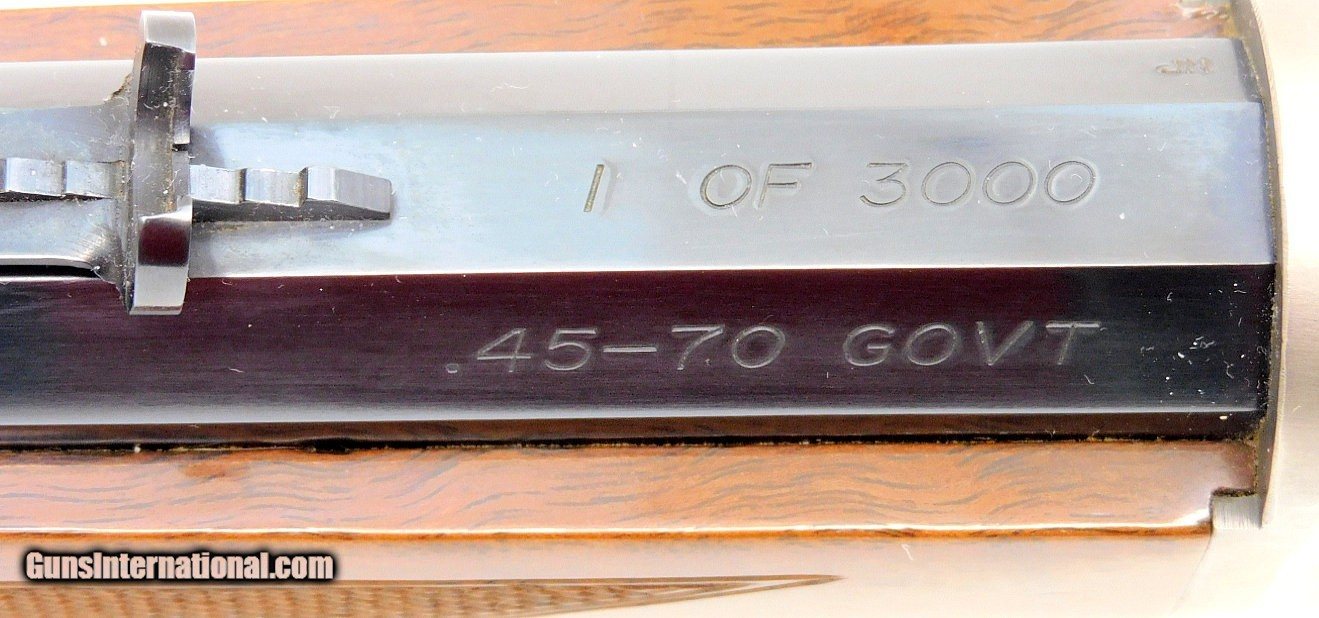 1 OF 3000
.45-70 GOVT
GunsInternational.com